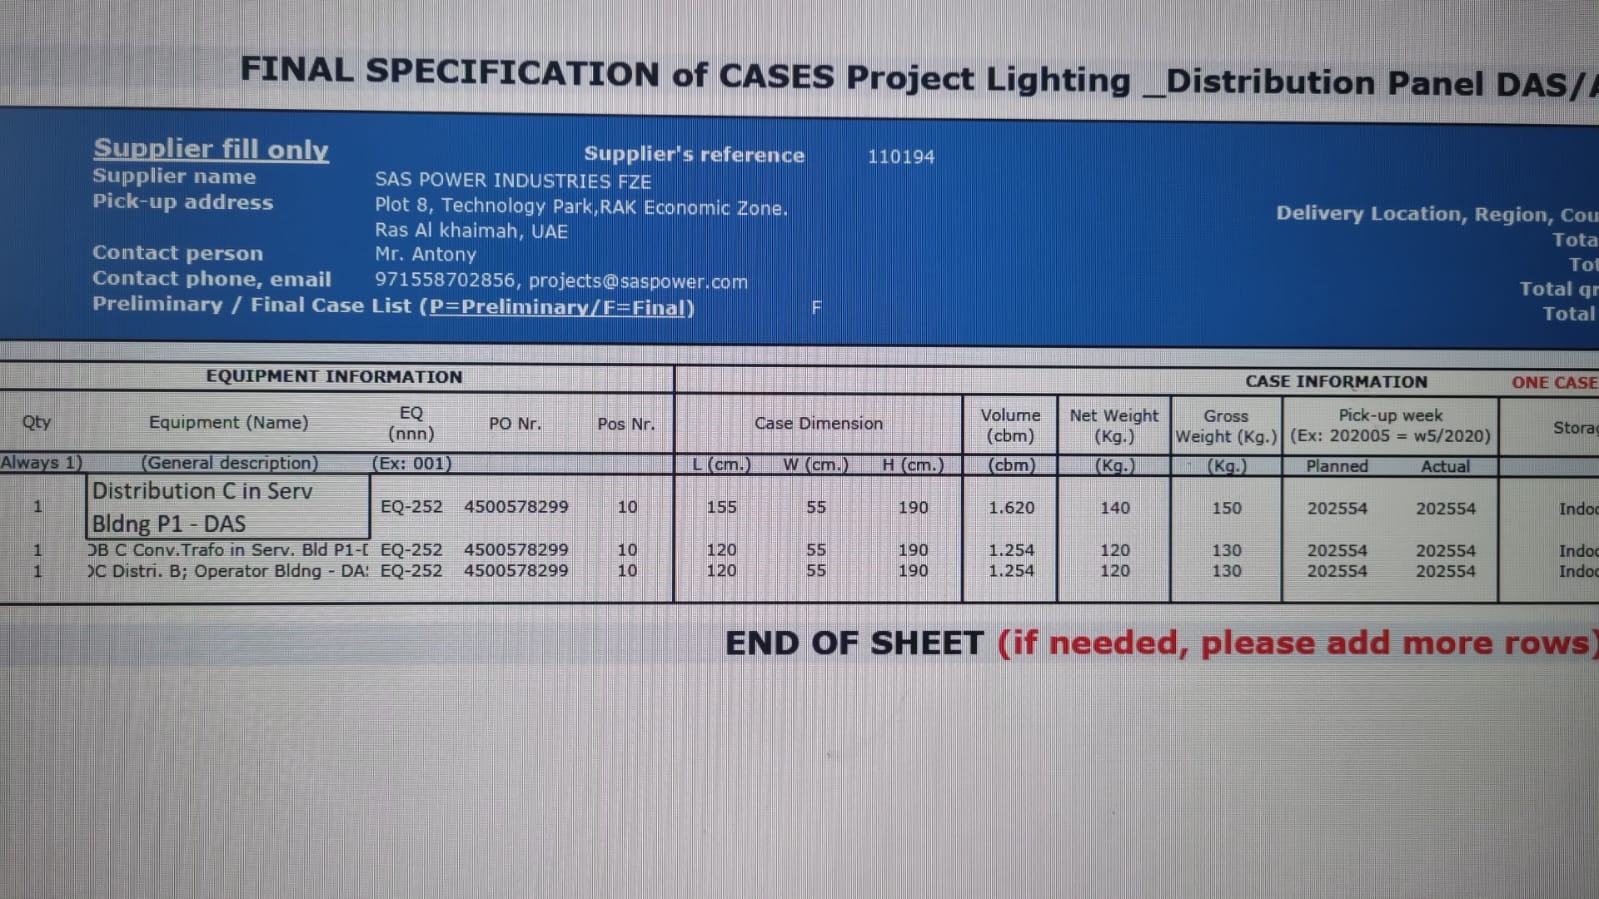 FINAL SPECIFICATION of CASES Project Lighting _Distribution Panel DAS/
Supplier fill only
Supplier's reference 110194
Supplier name SAS POWER INDUSTRIES FZE
Pick-up address Plot 8, Technology Park,RAK Economic Zone.
Ras Al khaimah, UAE
Delivery Location, Region, Cou
Contact person Mr. Antony
Contact phone, email 971558702856, projects@saspower.com
Preliminary / Final Case List (P=Preliminary/F=Final) F
Tota
Tot
Total gr
Total
EQUIPMENT INFORMATION CASE INFORMATION ONE CASE
Qty Equipment (Name) EQ (nnn) PO Nr. Pos Nr. Case Dimension Volume (cbm) Net Weight (Kg.) Gross Weight (Kg.) Pick-up week (Ex: 202005 = w5/2020) Storag
Always 1) (General description) (Ex: 001) L (cm.) W (cm.) H (cm.) (cbm) (Kg.) (Kg.) Planned Actual
1 Distribution C in Serv Bldng P1 - DAS EQ-252 4500578299 10 155 55 190 1.620 140 150 202554 202554 Indoo
1 DB C Conv.Trafo in Serv. Bld P1-D EQ-252 4500578299 10 120 55 190 1.254 120 130 202554 202554 Indoo
1 DC Distri. B; Operator Bldng - DAS EQ-252 4500578299 10 120 55 190 1.254 120 130 202554 202554 Indoo
END OF SHEET (if needed, please add more rows)